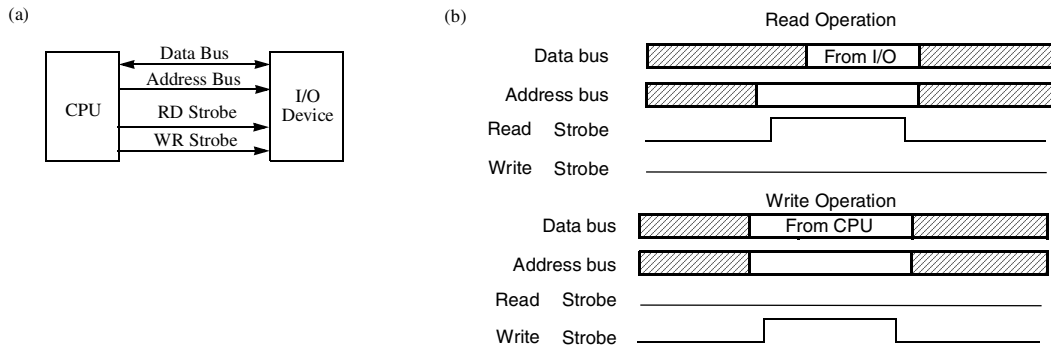 (a)
Data Bus
Address Bus
CPU
RD Strobe
WR Strobe
I/O
Device
(b)
Read Operation
Data bus
From I/O
Address bus
Read Strobe
Write Strobe
Write Operation
Data bus
From CPU
Address bus
Read Strobe
Write Strobe